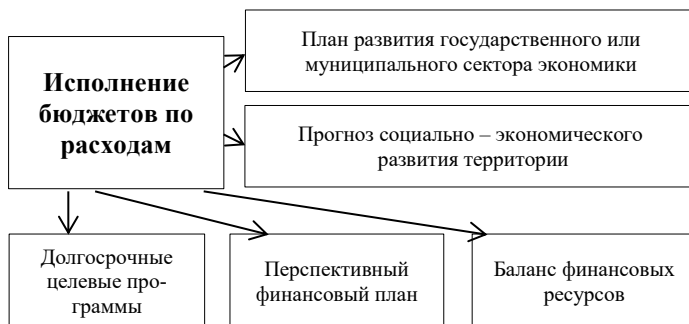 Исполнение
бюджетов по
расходам
План развития государственного или
муниципального сектора экономики
Прогноз социально – экономического
развития территории
Долгосрочные
целевые про-
граммы
Перспективный
финансовый план
Баланс финансовых
ресурсов